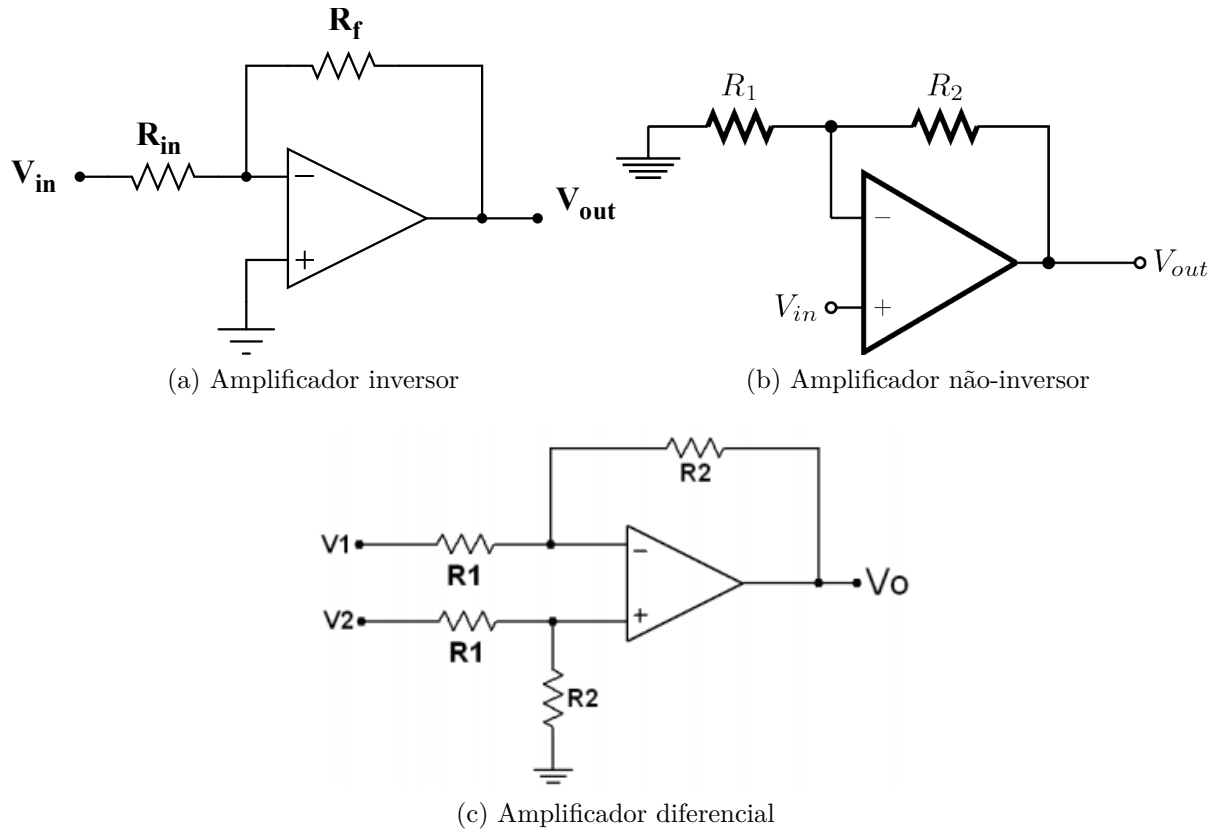 R_f
R_in
V_in
−
+
V_out
(a) Amplificador inversor
R_1
R_2
−
V_in
+
V_out
(b) Amplificador não-inversor
R2
V1
R1
−
Vo
V2
R1
+
R2
(c) Amplificador diferencial